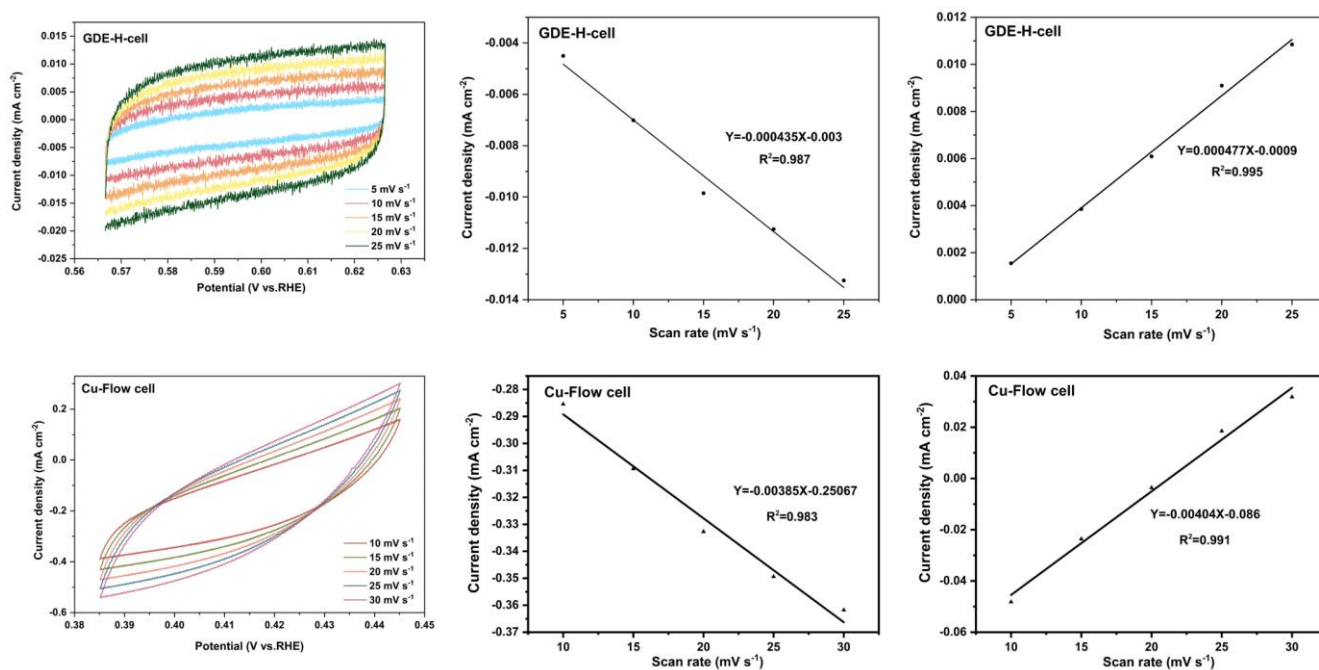 GDE-H-cell
0.015
0.010
0.005
0.000
-0.005
-0.010
-0.015
-0.020
-0.025
Current density (mA cm⁻²)
5 mV s⁻¹
10 mV s⁻¹
15 mV s⁻¹
20 mV s⁻¹
25 mV s⁻¹
0.56 0.57 0.58 0.59 0.60 0.61 0.62 0.63
Potential (V vs.RHE)
GDE-H-cell
-0.004
-0.006
-0.008
-0.010
-0.012
-0.014
Current density (mA cm⁻²)
Y=-0.000435X-0.003
R²=0.987
5 10 15 20 25
Scan rate (mV s⁻¹)
GDE-H-cell
0.012
0.010
0.008
0.006
0.004
0.002
0.000
Current density (mA cm⁻²)
Y=0.000477X-0.0009
R²=0.995
5 10 15 20 25
Scan rate (mV s⁻¹)
Cu-Flow cell
0.2
0.0
-0.2
-0.4
-0.6
Current density (mA cm⁻²)
10 mV s⁻¹
15 mV s⁻¹
20 mV s⁻¹
25 mV s⁻¹
30 mV s⁻¹
0.38 0.39 0.40 0.41 0.42 0.43 0.44 0.45
Potential (V vs.RHE)
Cu-Flow cell
-0.28
-0.29
-0.30
-0.31
-0.32
-0.33
-0.34
-0.35
-0.36
-0.37
Current density (mA cm⁻²)
Y=-0.00385X-0.25067
R²=0.983
10 15 20 25 30
Scan rate (mV s⁻¹)
Cu-Flow cell
0.04
0.02
0.00
-0.02
-0.04
-0.06
Current density (mA cm⁻²)
Y=-0.00404X-0.086
R²=0.991
10 15 20 25 30
Scan rate (mV s⁻¹)